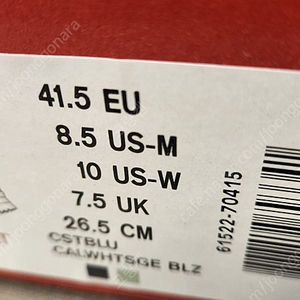 41.5 EU
8.5 US-M
10 US-W
7.5 UK
26.5 CM
CSTBLU
CALWHTSGE BLZ
61522-70415